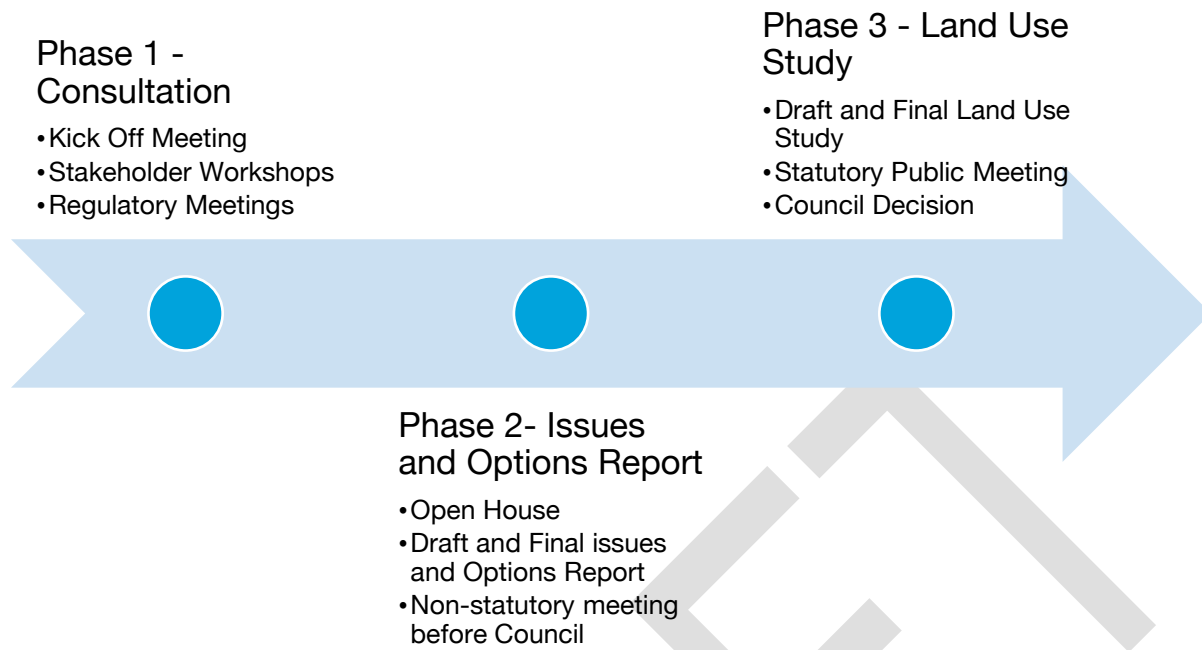 Phase 1 -
Consultation
•Kick Off Meeting
•Stakeholder Workshops
•Regulatory Meetings
Phase 2- Issues
and Options Report
•Open House
•Draft and Final issues
and Options Report
•Non-statutory meeting
before Council
Phase 3 - Land Use
Study
•Draft and Final Land Use
Study
•Statutory Public Meeting
•Council Decision